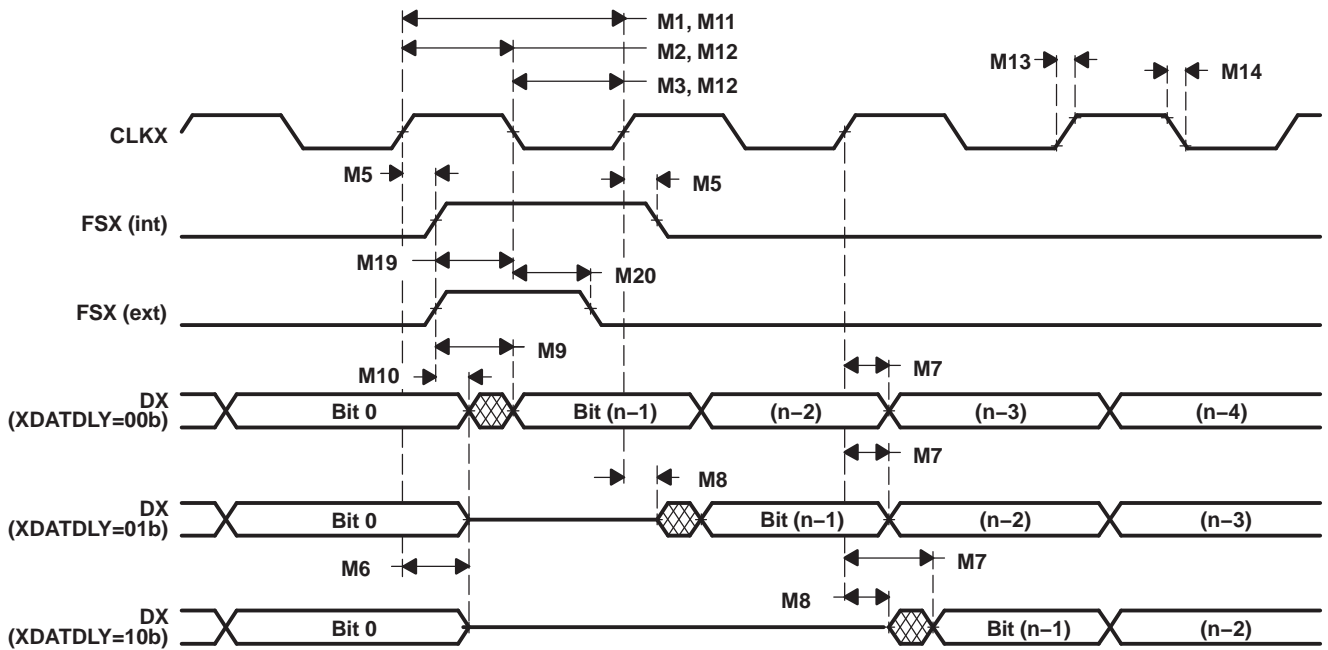 M1, M11
M2, M12
M3, M12
M13
M14
CLKX
M5
M5
FSX (int)
M19
M20
FSX (ext)
M9
M10
M7
DX
(XDATDLY=00b)
Bit 0
Bit (n−1)
(n−2)
(n−3)
(n−4)
M7
M8
DX
(XDATDLY=01b)
Bit 0
Bit (n−1)
(n−2)
(n−3)
M6
M7
M8
DX
(XDATDLY=10b)
Bit 0
Bit (n−1)
(n−2)